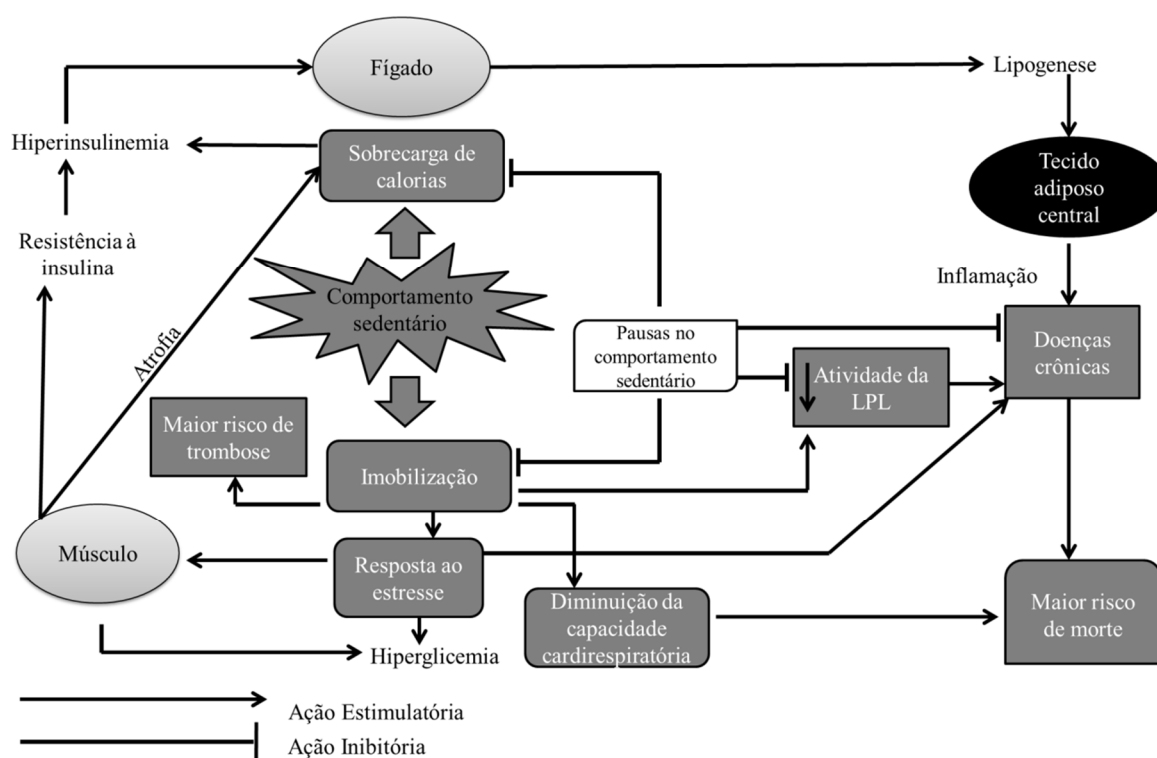 Fígado
Lipogenese
Hiperinsulinemia
Sobrecarga de
calorias
Tecido
adiposo
central
Resistência à
insulina
Inflamação
Comportamento
sedentário
Pausas no
comportamento
sedentário
Doenças
crônicas
Atrofia
Atividade da
LPL
Maior risco de
trombose
Imobilização
Músculo
Resposta ao
estresse
Diminuição da
capacidade
cardirespiratória
Maior risco
de morte
Hiperglicemia
Ação Estimulatória
Ação Inibitória